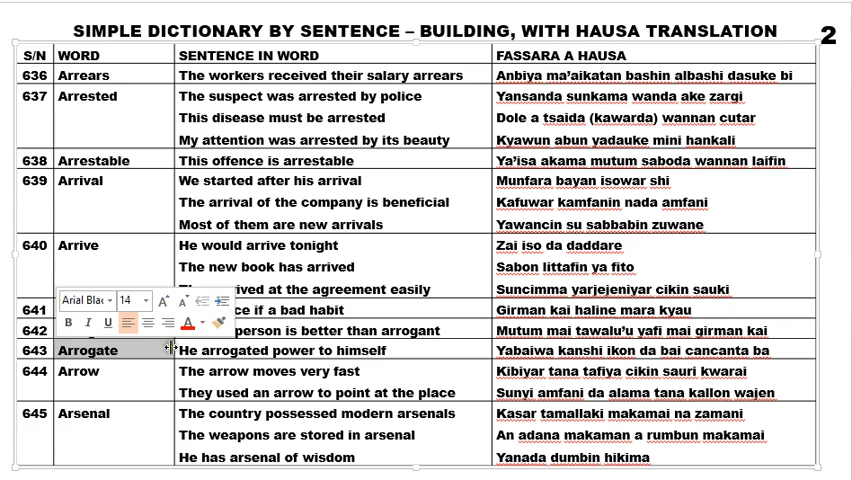 SIMPLE DICTIONARY BY SENTENCE – BUILDING, WITH HAUSA TRANSLATION 2
S/N WORD SENTENCE IN WORD FASSARA A HAUSA
636 Arrears The workers received their salary arrears Anbiya ma’aikatan bashin albashi dasuke bi
637 Arrested The suspect was arrested by police Yansanda sunkama wanda ake zargi
This disease must be arrested Dole a tsaida (kawarda) wannan cutar
My attention was arrested by its beauty Kyawun abun yadauke mini hankali
638 Arrestable This offence is arrestable Ya’isa akama mutum saboda wannan laifin
639 Arrival We started after his arrival Munfara bayan isowar shi
The arrival of the company is beneficial Kafuwar kamfanin nada amfani
Most of them are new arrivals Yawancin su sabbabin zuwane
640 Arrive He would arrive tonight Zai iso da daddare
The new book has arrived Sabon littafin ya fito
at the agreement easily Suncimma yarjejeniyar cikin sauki
Arial Blac 14 A A
641 if a bad habit Girman kai haline mara kyau
B I U A
642 person is better than arrogant Mutum mai tawalu’u yafi mai girman kai
643 Arrogate He arrogated power to himself Yabaiwa kanshi ikon da bai cancanta ba
644 Arrow The arrow moves very fast Kibiyar tana tafiya cikin sauri kwarai
They used an arrow to point at the place Sunyi amfani da alama tana kallon wajen
645 Arsenal The country possessed modern arsenals Kasar tamallaki makamai na zamani
The weapons are stored in arsenal An adana makaman a rumbun makamai
He has arsenal of wisdom Yanada dumbin hikima